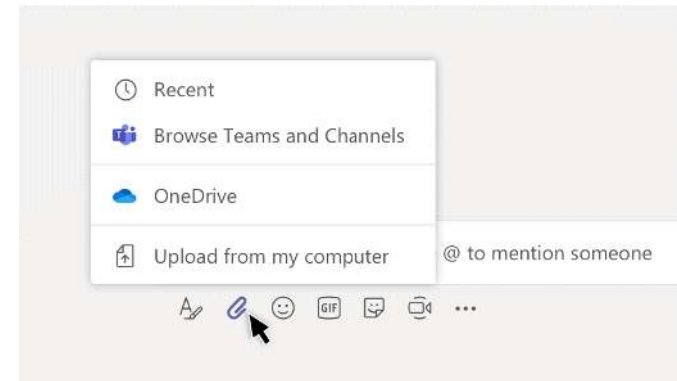 Recent
Browse Teams and Channels
OneDrive
Upload from my computer
@ to mention someone
GIF